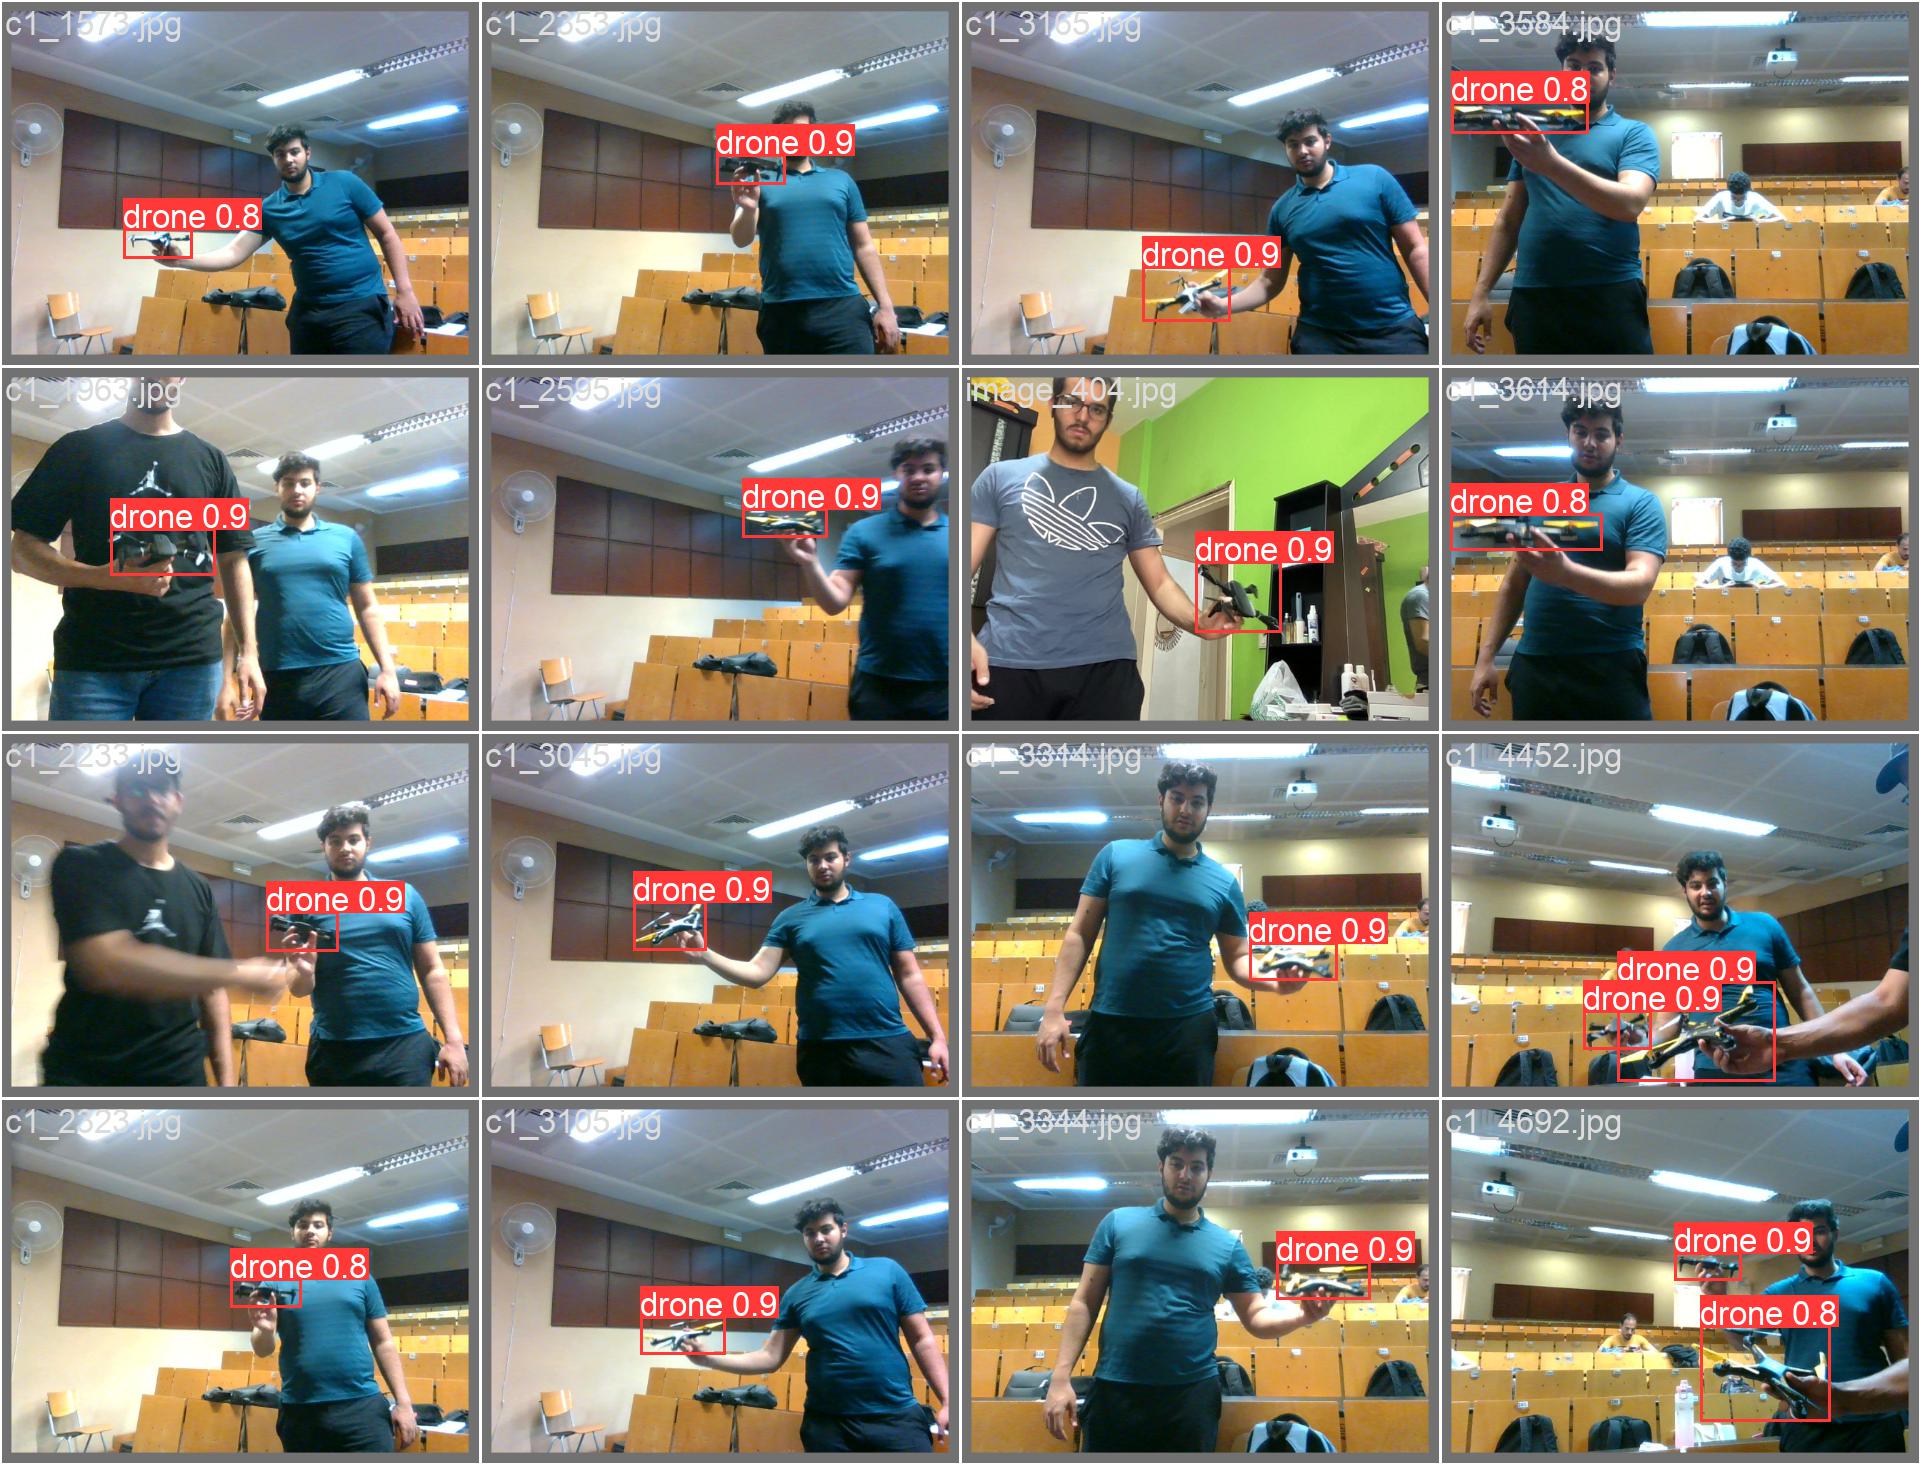 c1_1573.jpg
drone 0.8
c1_2353.jpg
drone 0.9
c1_3165.jpg
drone 0.9
c1_3584.jpg
drone 0.8
c1_1963.jpg
drone 0.9
c1_2595.jpg
drone 0.9
image_404.jpg
drone 0.9
c1_3614.jpg
drone 0.8
c1_2233.jpg
drone 0.9
c1_3045.jpg
drone 0.9
c1_3314.jpg
drone 0.9
c1_4452.jpg
drone 0.9
drone 0.9
c1_2323.jpg
drone 0.8
c1_3105.jpg
drone 0.9
c1_3344.jpg
drone 0.9
c1_4692.jpg
drone 0.9
drone 0.8